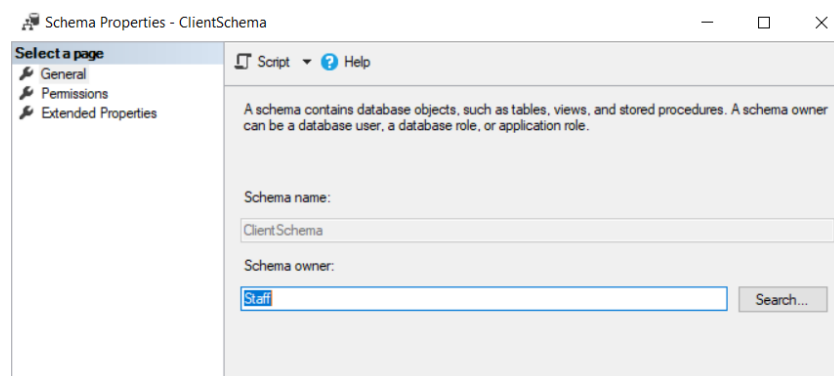 Schema Properties - ClientSchema
Select a page
General
Permissions
Extended Properties
Script
Help
A schema contains database objects, such as tables, views, and stored procedures. A schema owner
can be a database user, a database role, or application role.
Schema name:
ClientSchema
Schema owner:
Staff
Search...